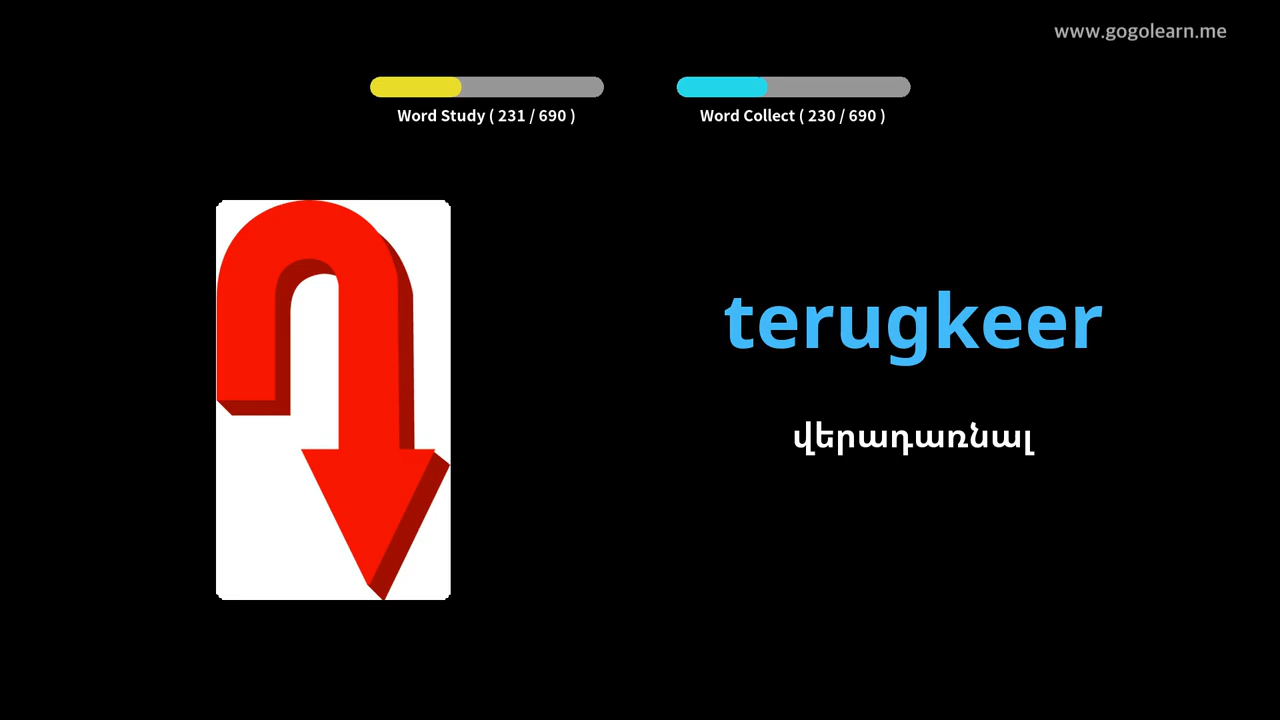 www.gogolearn.me
Word Study ( 231 / 690 )
Word Collect ( 230 / 690 )
terugkeer
վերադառնալ